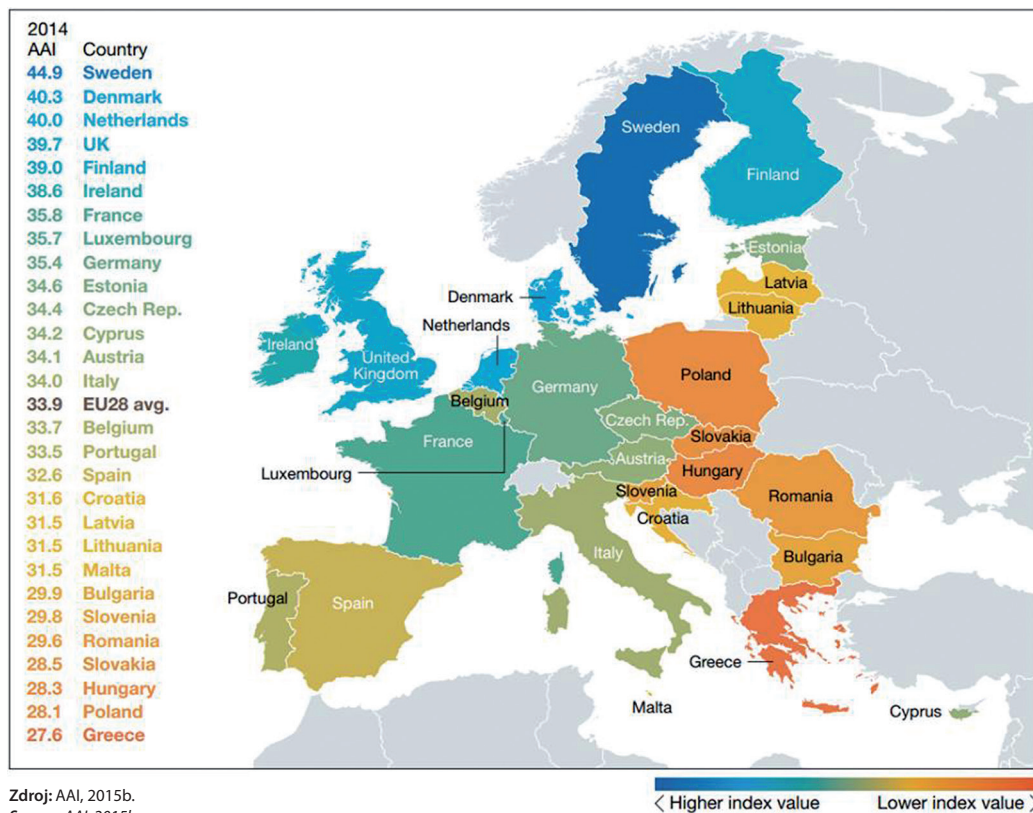 2014
AAI Country
44.9 Sweden
40.3 Denmark
40.0 Netherlands
39.7 UK
39.0 Finland
38.6 Ireland
35.8 France
35.7 Luxembourg
35.4 Germany
34.6 Estonia
34.4 Czech Rep.
34.2 Cyprus
34.1 Austria
34.0 Italy
33.9 EU28 avg.
33.7 Belgium
33.5 Portugal
32.6 Spain
31.6 Croatia
31.5 Latvia
31.5 Lithuania
31.5 Malta
29.9 Bulgaria
29.8 Slovenia
29.6 Romania
28.5 Slovakia
28.3 Hungary
28.1 Poland
27.6 Greece
Sweden
Finland
Estonia
Latvia
Lithuania
Denmark
Netherlands
Ireland
United
Kingdom
Belgium
Germany
Poland
Czech Rep.
Slovakia
France
Luxembourg
Austria
Hungary
Slovenia
Croatia
Romania
Bulgaria
Italy
Portugal
Spain
Greece
Malta
Cyprus
Zdroj: AAI, 2015b.
< Higher index value Lower index value >